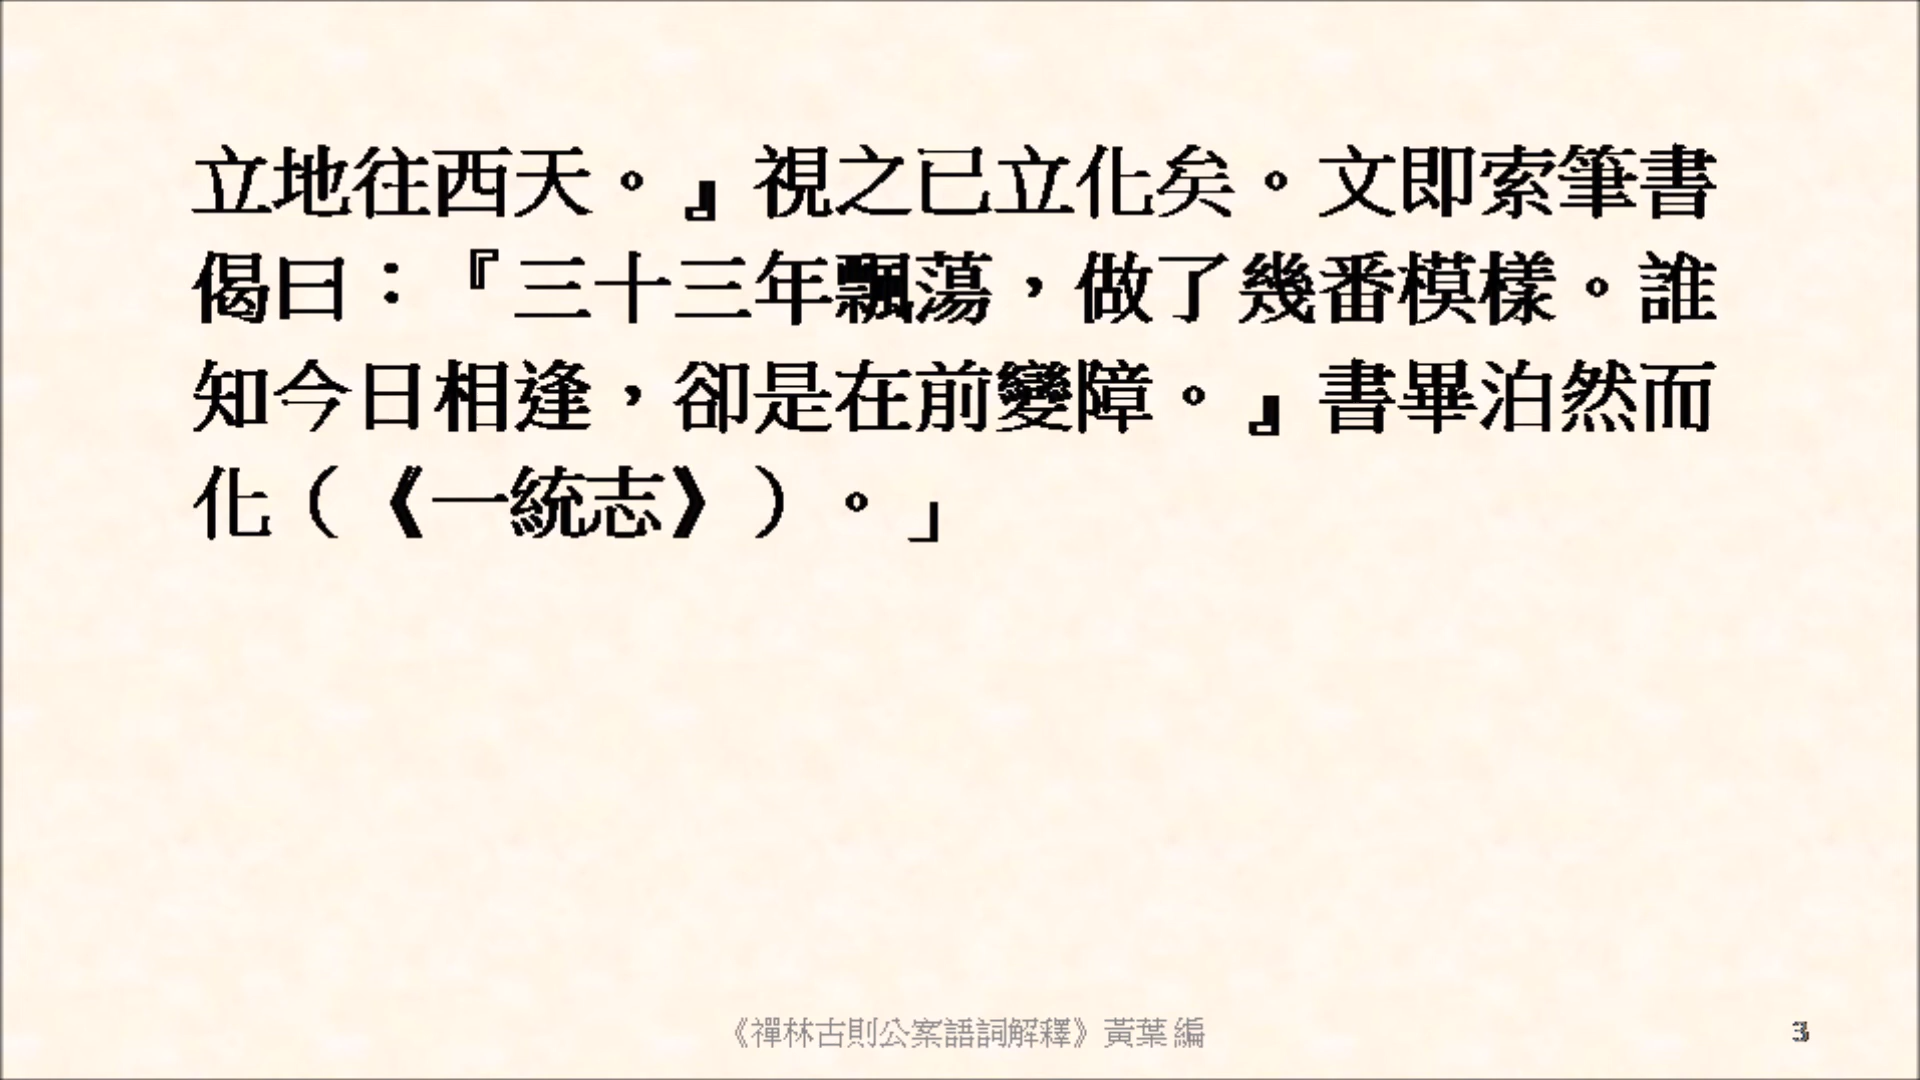 立地往西天。』視之已立化矣。文即索筆書
偈曰：『三十三年飄蕩，做了幾番模樣。誰
知今日相逢，卻是在前變障。』書畢泊然而
化（《一統志》）。」
《禪林古則公案語詞解釋》黃葉編
3